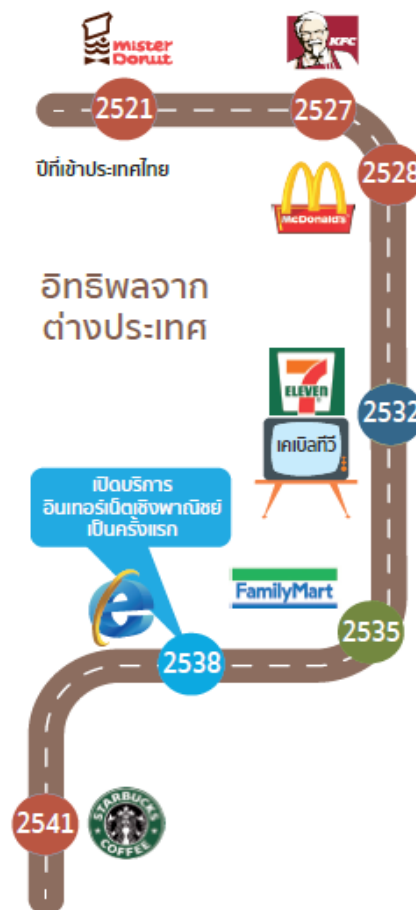 mister
Donut
KFC
2521
2527
ปีที่เข้าประเทศไทย
2528
McDonald's
อิทธิพลจาก
ต่างประเทศ
7
ELEVEN
2532
เคเบิลทีวี
เปิดบริการ
อินเทอร์เน็ตเชิงพาณิชย์
เป็นครั้งแรก
FamilyMart
2535
2538
2541
STARBUCKS
COFFEE